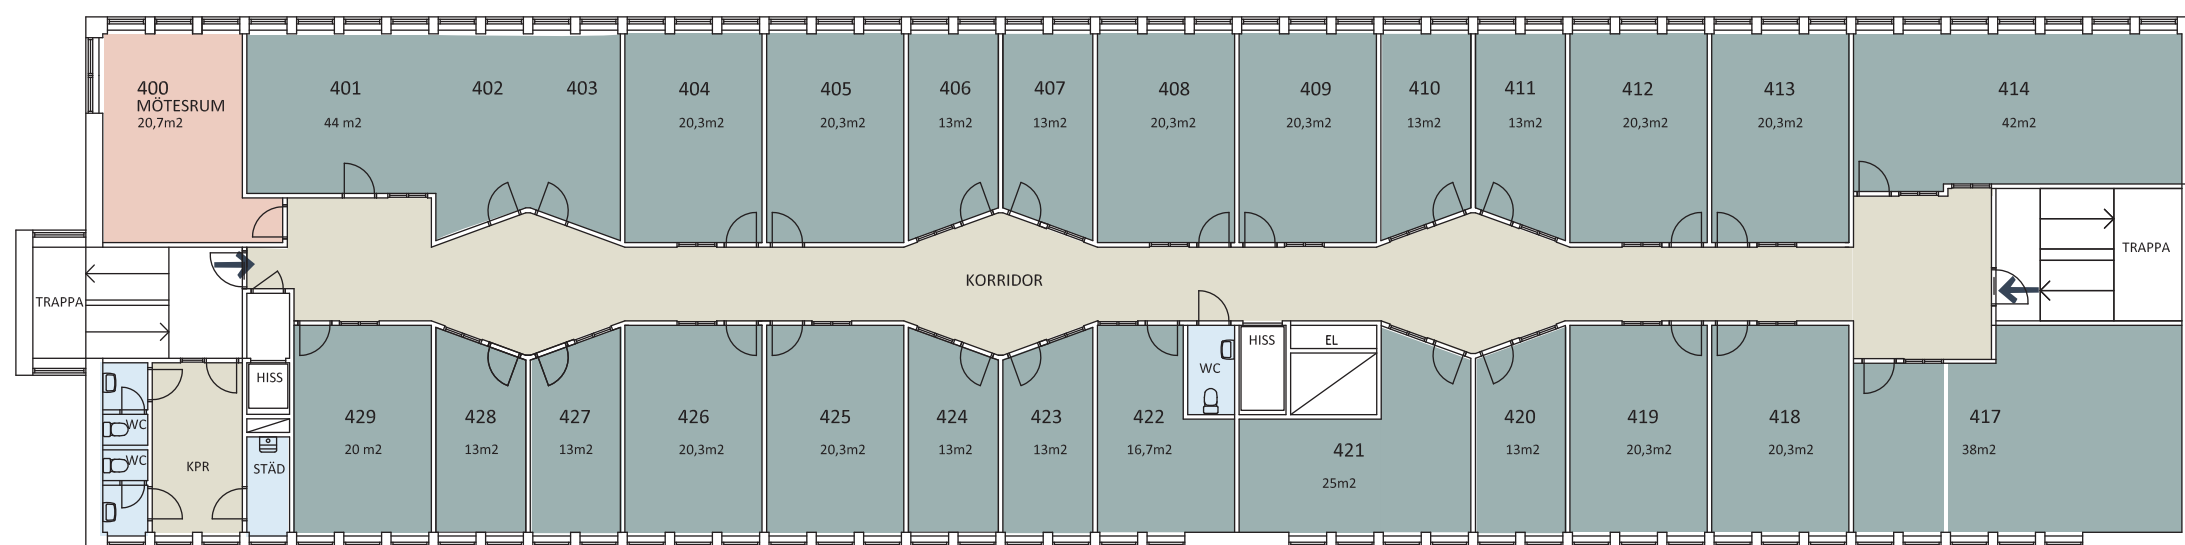 400
MÖTESRUM
20,7m2
401
44 m2
402
403
404
20,3m2
405
20,3m2
406
13m2
407
13m2
408
20,3m2
409
20,3m2
410
13m2
411
13m2
412
20,3m2
413
20,3m2
414
42m2
TRAPPA
KORRIDOR
TRAPPA
HISS
WC
WC
KPR
STÄD
429
20 m2
428
13m2
427
13m2
426
20,3m2
425
20,3m2
424
13m2
423
13m2
422
16,7m2
WC
HISS
EL
421
25m2
420
13m2
419
20,3m2
418
20,3m2
417
38m2